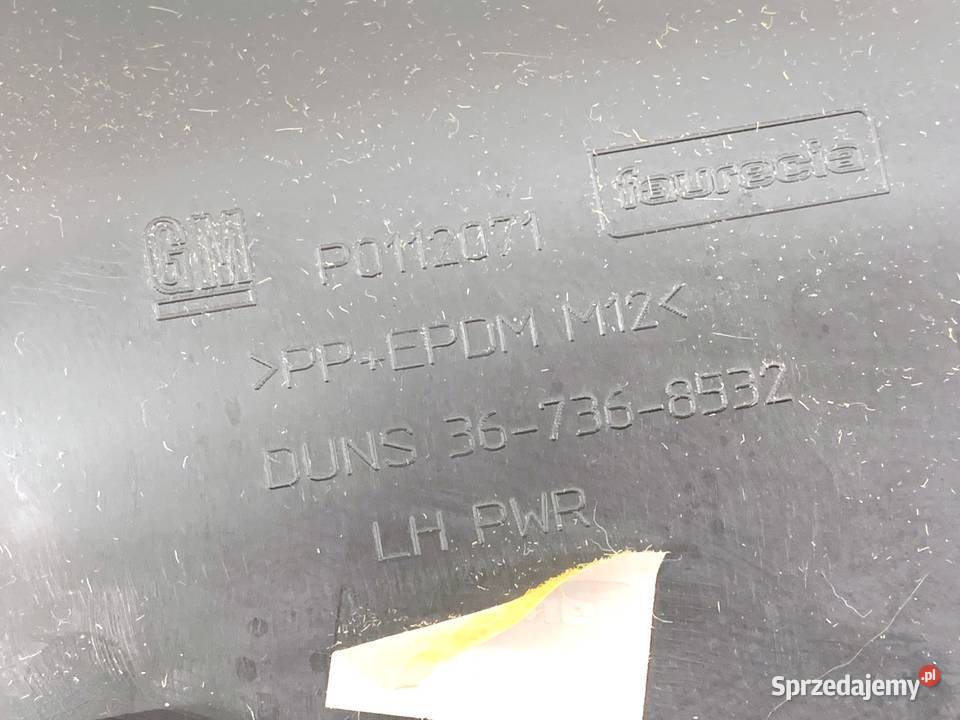 faurecia
GM P0112071
>PP+EPDM M12<
DUNS 36-736-8532
LH PWR
Sprzedajemy.pl